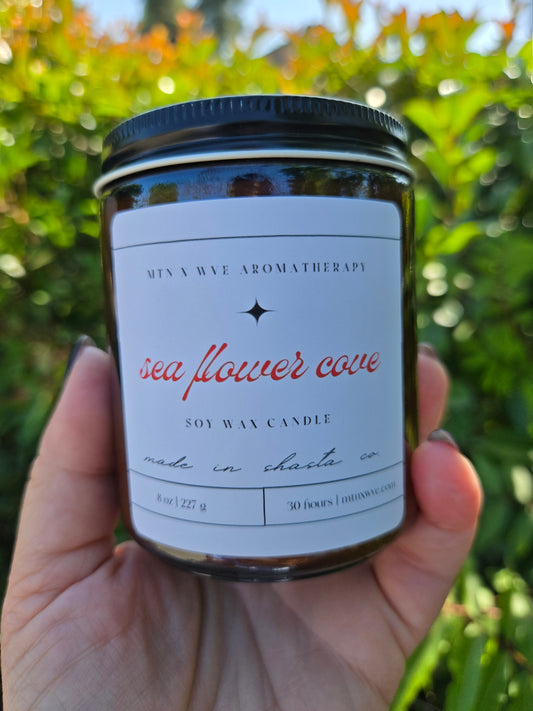 MTN X WVE AROMATHERAPY
sea flower cove
SOY WAX CANDLE
made in shasta co.
8 oz | 227 g
30 hours | mtnxwve.com